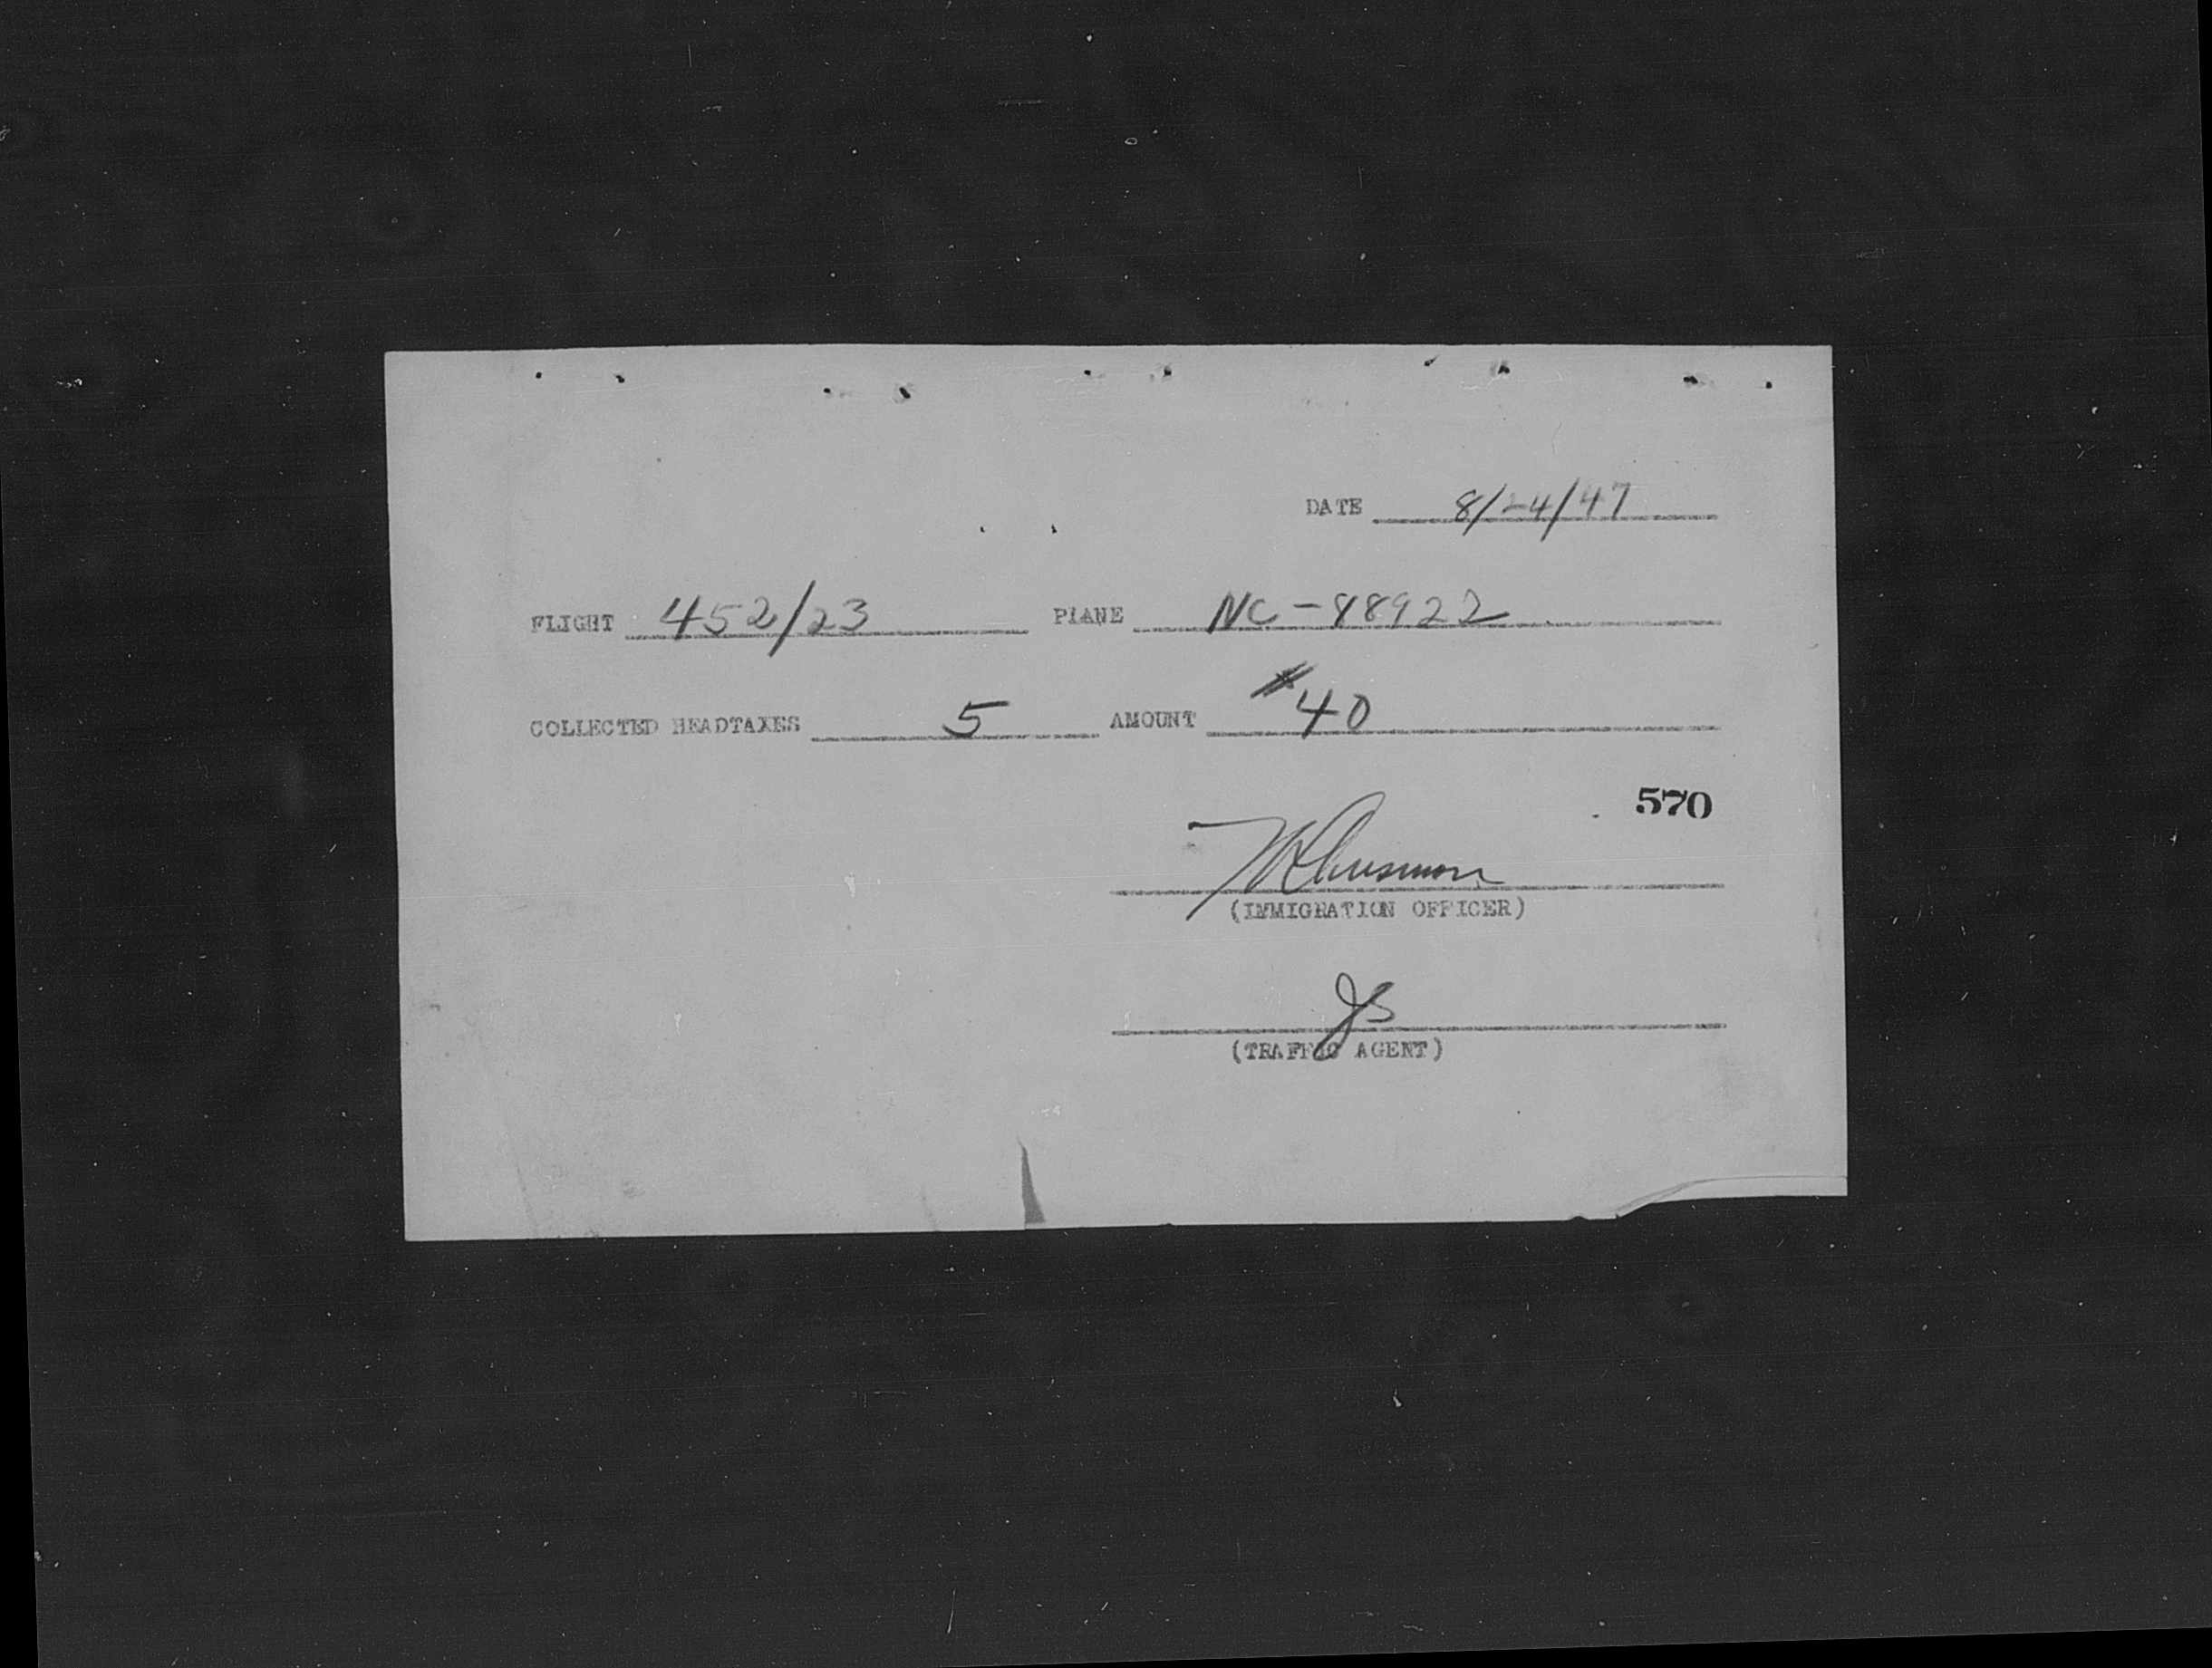 DATE 8/24/47
FLIGHT 452/23 PLANE NC-88922
COLLECTED HEADTAXES 5 AMOUNT $40
570
(IMMIGRATION OFFICER)
JS
(TRAFFIC AGENT)